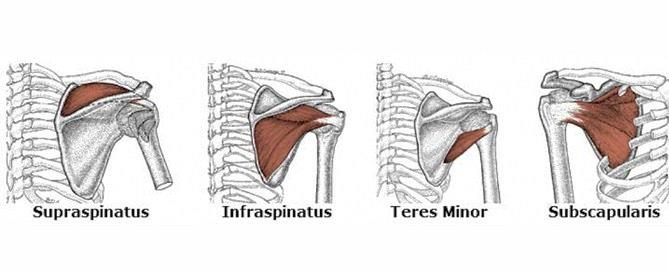 Supraspinatus
Infraspinatus
Teres Minor
Subscapularis